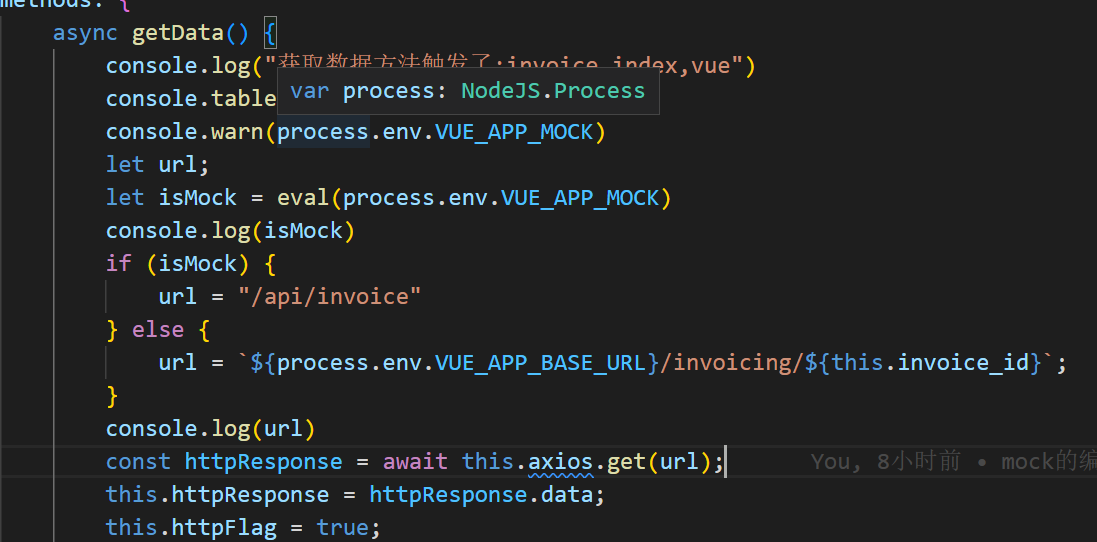 methods: {
async getData() {
console.log("获取数据方法触发了:invoice index,vue")
console.table
var process: NodeJS.Process
console.warn(process.env.VUE_APP_MOCK)
let url;
let isMock = eval(process.env.VUE_APP_MOCK)
console.log(isMock)
if (isMock) {
url = "/api/invoice"
} else {
url = `${process.env.VUE_APP_BASE_URL}/invoicing/${this.invoice_id}`;
}
console.log(url)
const httpResponse = await this.axios.get(url); You, 8小时前 • mock的编
this.httpResponse = httpResponse.data;
this.httpFlag = true;